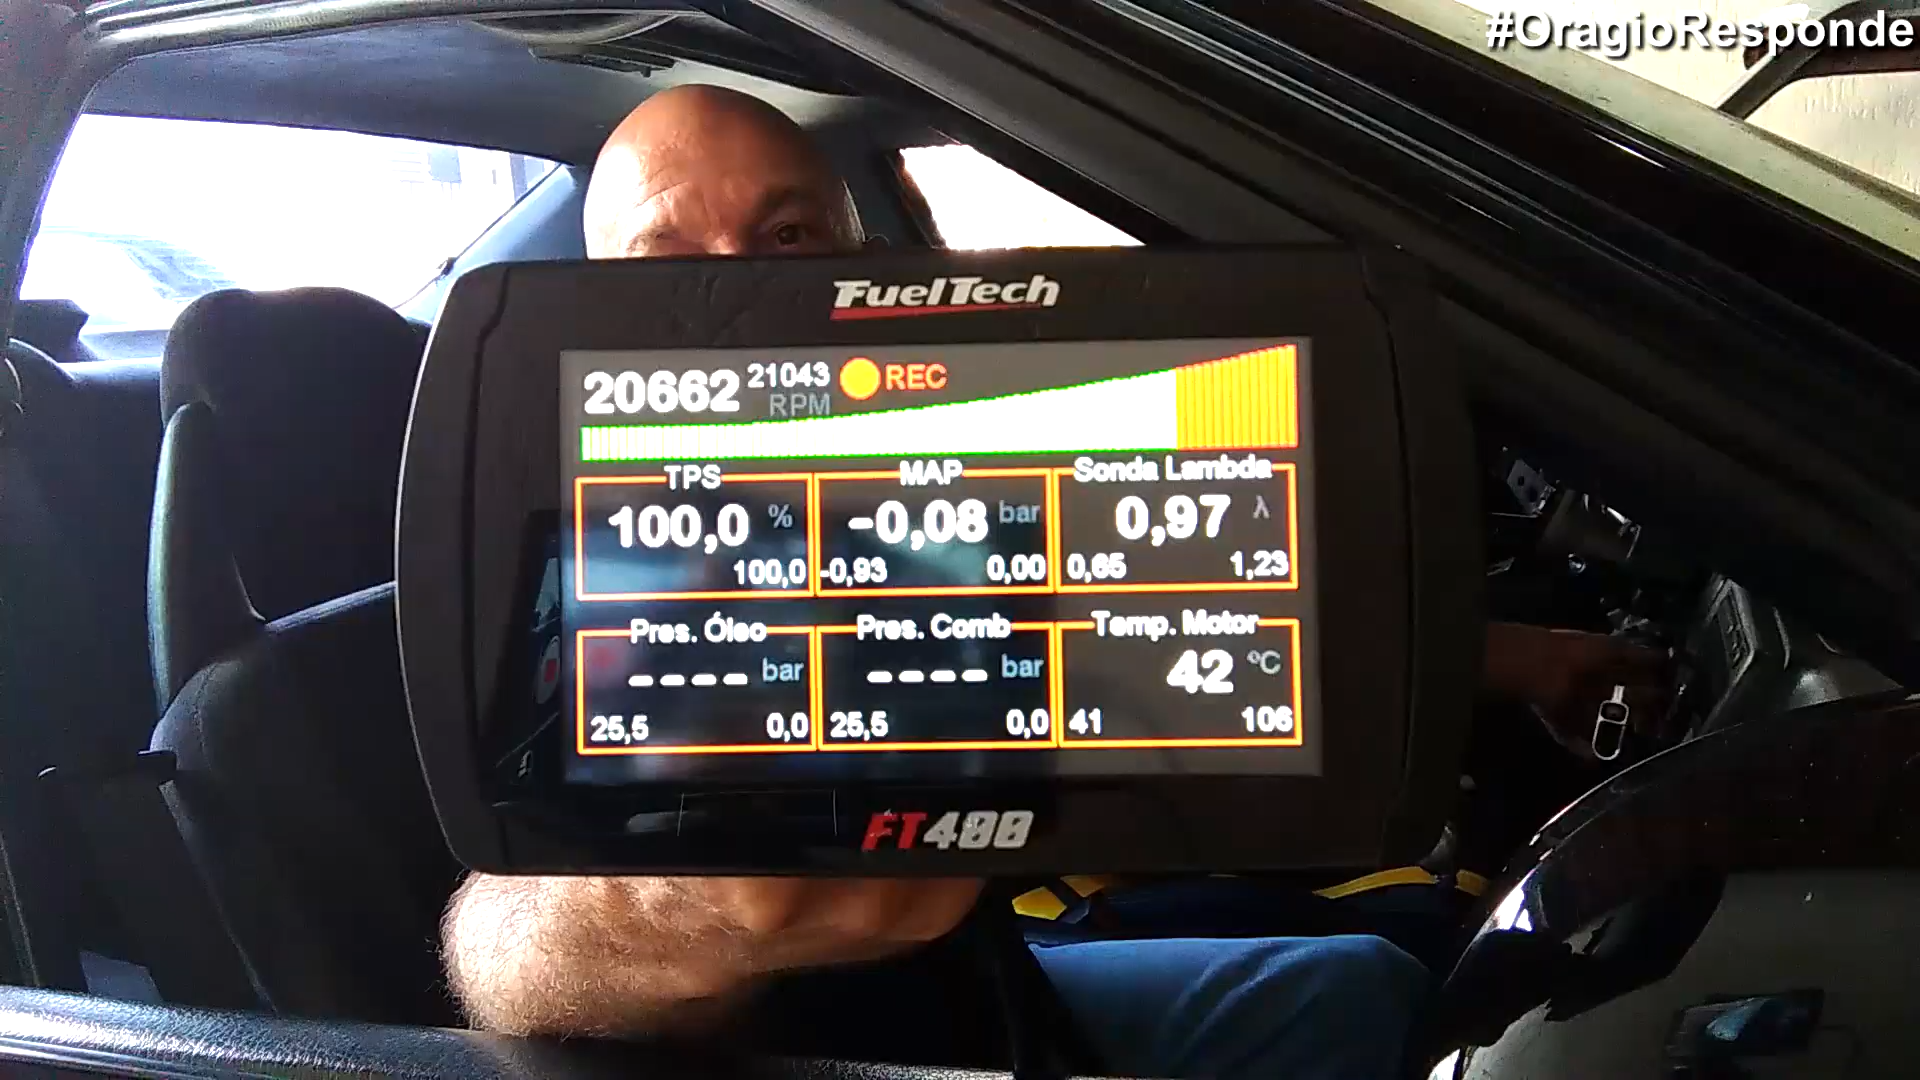 #OragioResponde
FuelTech
20662 21043 REC
RPM
TPS MAP Sonda Lambda
100,0 % -0,08 bar 0,97 λ
100,0 -0,93 0,00 0,65 1,23
Pres. Óleo Pres. Comb Temp. Motor
---- bar ---- bar 42 ºC
25,5 0,0 25,5 0,0 41 106
FT400